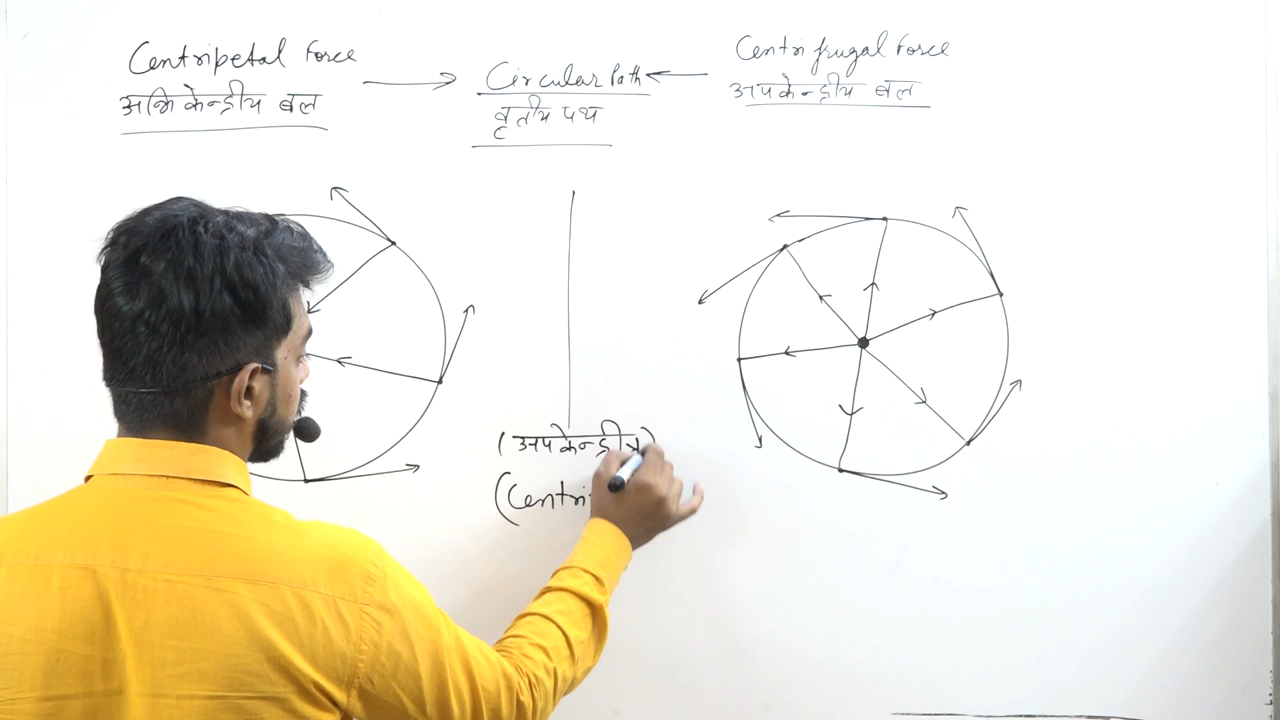 Centripetal Force
अभिकेन्द्रीय बल
Circular Path
वृतीय पथ
Centrifugal Force
अपकेन्द्रीय बल
(अपकेन्द्रीत्र)
(Centri